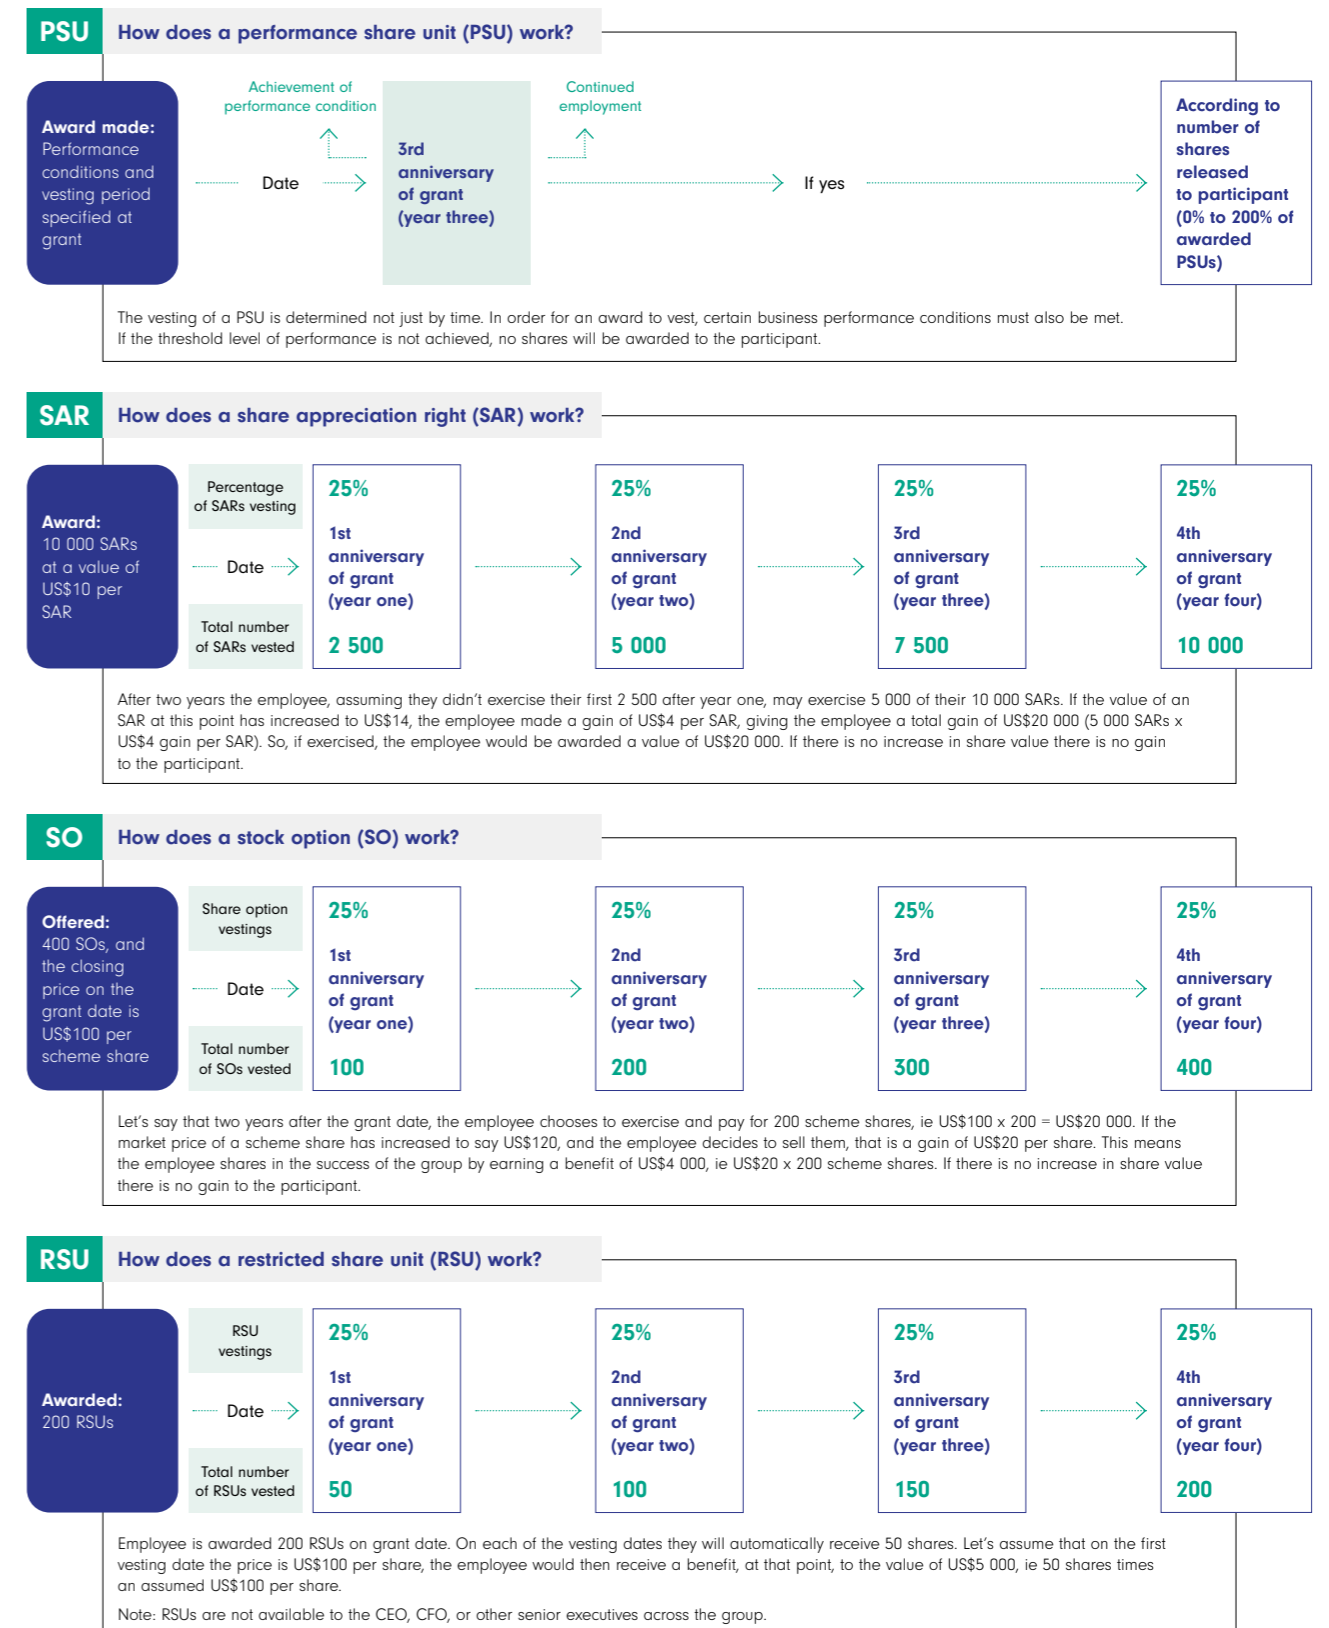 PSU
How does a performance share unit (PSU) work?
Award made:
Performance
conditions and
vesting period
specified at
grant
Date
Achievement of
performance condition
3rd
anniversary
of grant
(year three)
Continued
employment
If yes
According to
number of
shares
released
to participant
(0% to 200% of
awarded
PSUs)
The vesting of a PSU is determined not just by time. In order for an award to vest, certain business performance conditions must also be met.
If the threshold level of performance is not achieved, no shares will be awarded to the participant.
SAR
How does a share appreciation right (SAR) work?
Award:
10 000 SARs
at a value of
US$10 per
SAR
Percentage
of SARs vesting
Date
Total number
of SARs vested
25%
1st
anniversary
of grant
(year one)
2 500
25%
2nd
anniversary
of grant
(year two)
5 000
25%
3rd
anniversary
of grant
(year three)
7 500
25%
4th
anniversary
of grant
(year four)
10 000
After two years the employee, assuming they didn't exercise their first 2 500 after year one, may exercise 5 000 of their 10 000 SARs. If the value of an
SAR at this point has increased to US$14, the employee made a gain of US$4 per SAR, giving the employee a total gain of US$20 000 (5 000 SARs x
US$4 gain per SAR). So, if exercised, the employee would be awarded a value of US$20 000. If there is no increase in share value there is no gain
to the participant.
SO
How does a stock option (SO) work?
Offered:
400 SOs, and
the closing
price on the
grant date is
US$100 per
scheme share
Share option
vestings
Date
Total number
of SOs vested
25%
1st
anniversary
of grant
(year one)
100
25%
2nd
anniversary
of grant
(year two)
200
25%
3rd
anniversary
of grant
(year three)
300
25%
4th
anniversary
of grant
(year four)
400
Let's say that two years after the grant date, the employee chooses to exercise and pay for 200 scheme shares, ie US$100 x 200 = US$20 000. If the
market price of a scheme share has increased to say US$120, and the employee decides to sell them, that is a gain of US$20 per share. This means
the employee shares in the success of the group by earning a benefit of US$4 000, ie US$20 x 200 scheme shares. If there is no increase in share value
there is no gain to the participant.
RSU
How does a restricted share unit (RSU) work?
Awarded:
200 RSUs
RSU
vestings
Date
Total number
of RSUs vested
25%
1st
anniversary
of grant
(year one)
50
25%
2nd
anniversary
of grant
(year two)
100
25%
3rd
anniversary
of grant
(year three)
150
25%
4th
anniversary
of grant
(year four)
200
Employee is awarded 200 RSUs on grant date. On each of the vesting dates they will automatically receive 50 shares. Let's assume that on the first
vesting date the price is US$100 per share, the employee would then receive a benefit, at that point, to the value of US$5 000, ie 50 shares times
an assumed US$100 per share.
Note: RSUs are not available to the CEO, CFO, or other senior executives across the group.